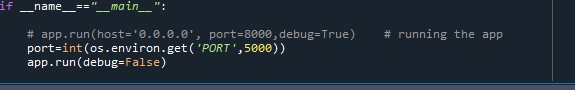 if __name__=="__main__":
# app.run(host='0.0.0.0', port=8000,debug=True)    # running the app
port=int(os.environ.get('PORT',5000))
app.run(debug=False)